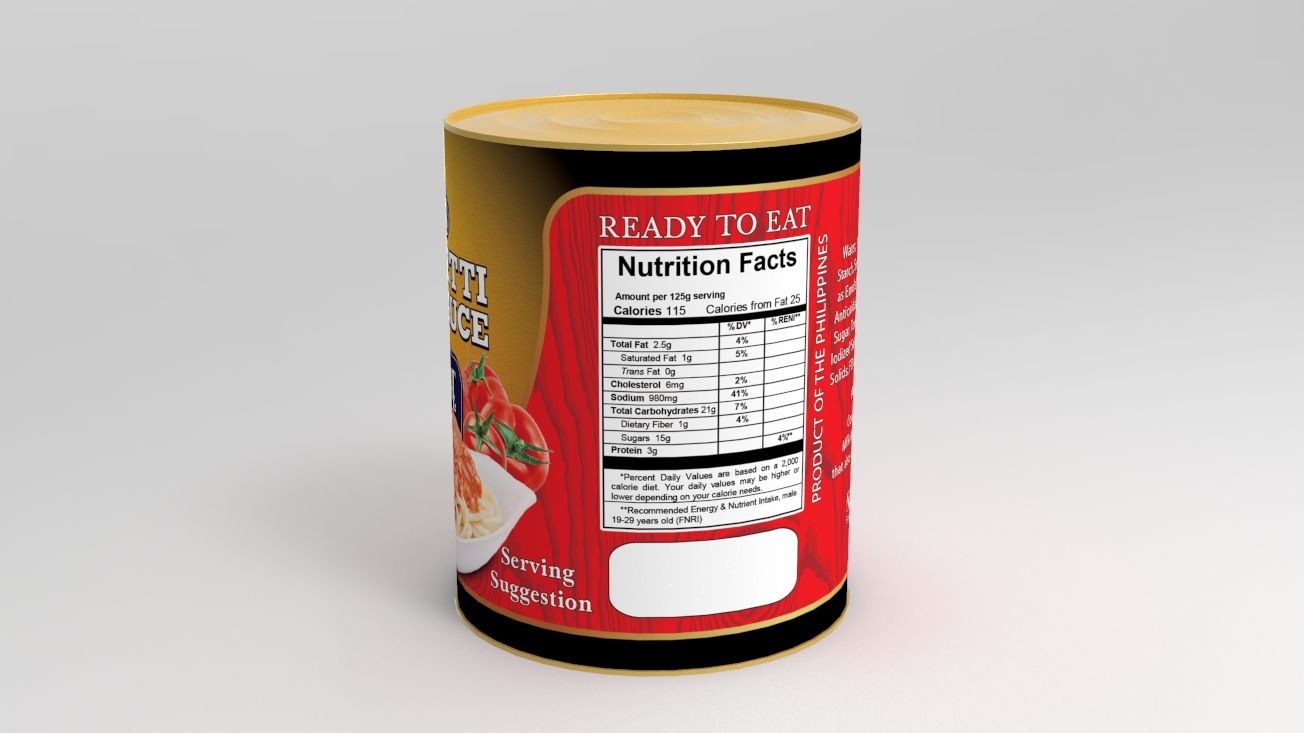 READY TO EAT
Nutrition Facts
Amount per 125g serving
Calories 115 Calories from Fat 25
%DV* %RENI**
Total Fat 2.5g 4%
Saturated Fat 1g 5%
Trans Fat 0g
Cholesterol 6mg 2%
Sodium 980mg 41%
Total Carbohydrates 21g 7%
Dietary Fiber 1g 4%
Sugars 15g
Protein 3g 4%**
*Percent Daily Values are based on a 2,000
calorie diet. Your daily values may be higher or
lower depending on your calorie needs.
**Recommended Energy & Nutrient Intake, male
19-29 years old (FNRI)
PRODUCT OF THE PHILIPPINES
Serving
Suggestion